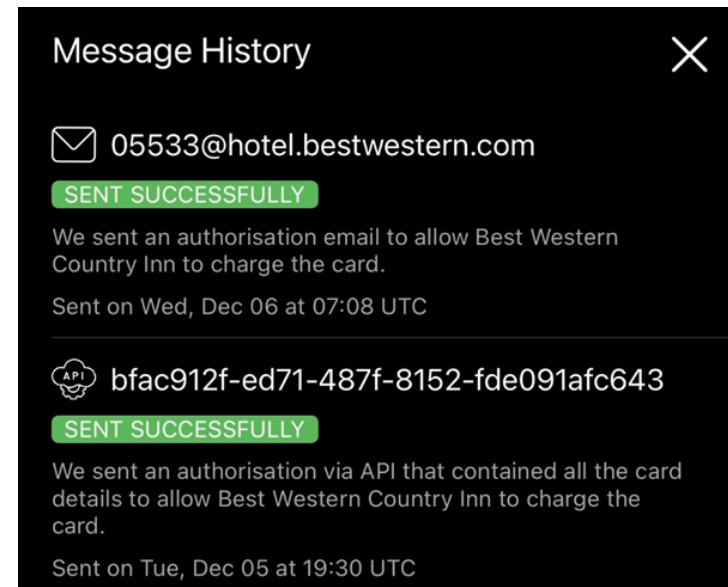 Message History
05533@hotel.bestwestern.com
SENT SUCCESSFULLY
We sent an authorisation email to allow Best Western
Country Inn to charge the card.
Sent on Wed, Dec 06 at 07:08 UTC
API
bfac912f-ed71-487f-8152-fde091afc643
SENT SUCCESSFULLY
We sent an authorisation via API that contained all the card
details to allow Best Western Country Inn to charge the
card.
Sent on Tue, Dec 05 at 19:30 UTC